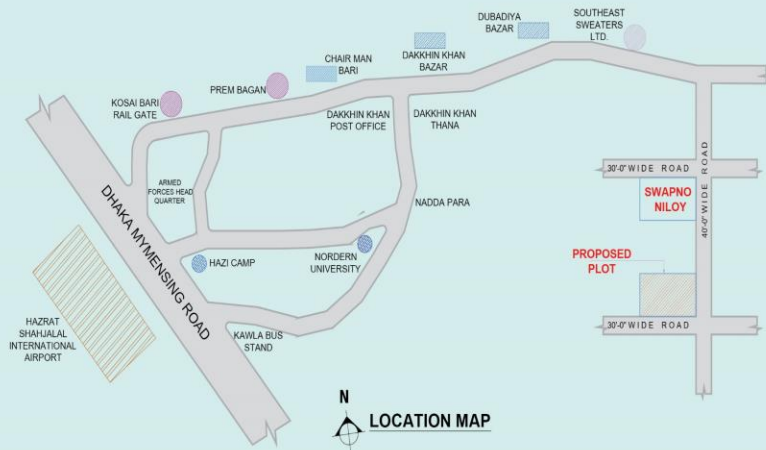 SOUTHEAST
SWEATERS
LTD.
DUBADIYA
BAZAR
DAKKHIN KHAN
BAZAR
CHAIR MAN
BARI
PREM BAGAN
KOSAI BARI
RAIL GATE
DAKKHIN KHAN
POST OFFICE
DAKKHIN KHAN
THANA
ARMED
FORCES HEAD
QUARTER
NADDA PARA
30'-0" WIDE ROAD
SWAPNO
NILOY
40'-0" WIDE ROAD
DHAKA MYMENSING ROAD
HAZI CAMP
NORDERN
UNIVERSITY
PROPOSED
PLOT
HAZRAT
SHAHJALAL
INTERNATIONAL
AIRPORT
KAWLA BUS
STAND
30'-0" WIDE ROAD
N
LOCATION MAP